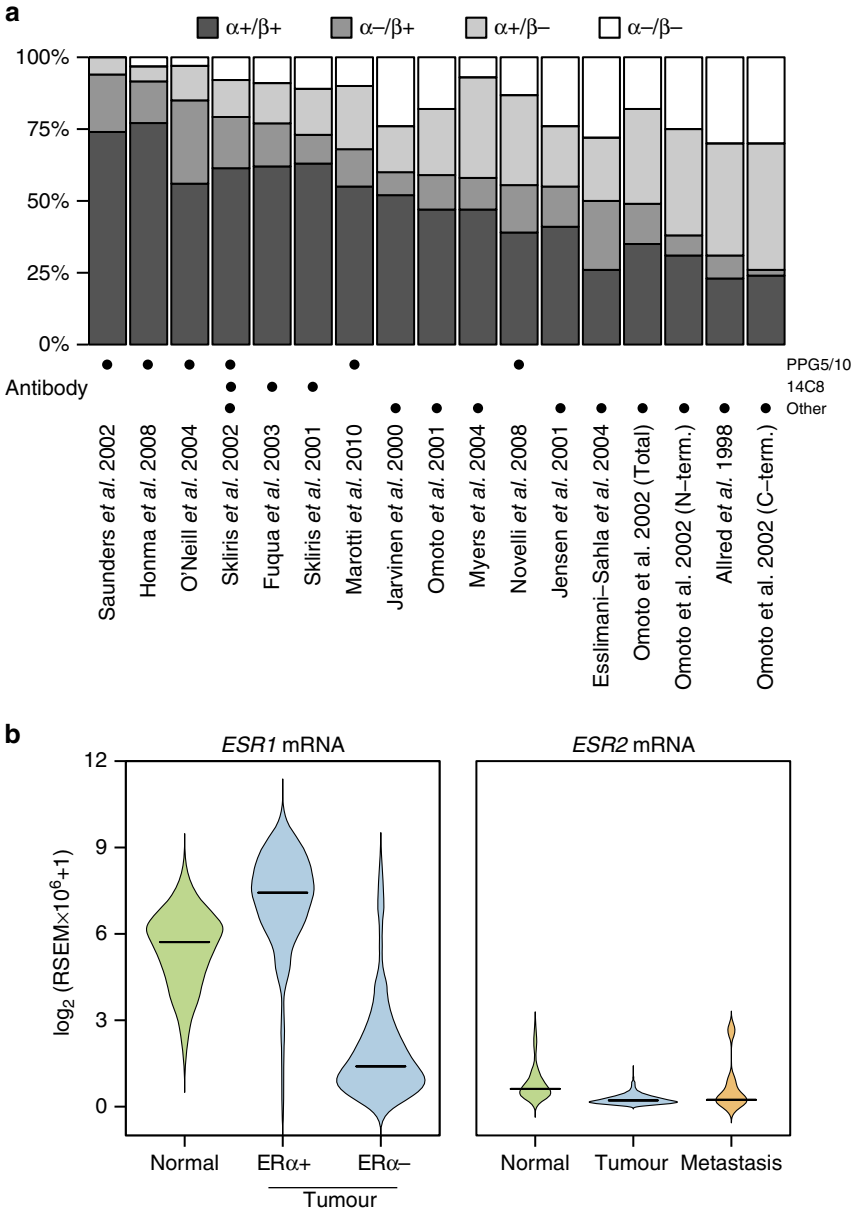 a
α+/β+ α−/β+ α+/β− α−/β−
100%
75%
50%
25%
0%
PPG5/10
Antibody 14C8
Other
Saunders et al. 2002
Honma et al. 2008
O'Neill et al. 2004
Skliris et al. 2002
Fuqua et al. 2003
Skliris et al. 2001
Marotti et al. 2010
Jarvinen et al. 2000
Omoto et al. 2001
Myers et al. 2004
Novelli et al. 2008
Jensen et al. 2001
Esslimani−Sahla et al. 2004
Omoto et al. 2002 (Total)
Omoto et al. 2002 (N−term.)
Allred et al. 1998
Omoto et al. 2002 (C−term.)
b
ESR1 mRNA ESR2 mRNA
log₂ (RSEM×10⁶+1)
12
9
6
3
0
Normal ERα+ ERα− Normal Tumour Metastasis
Tumour